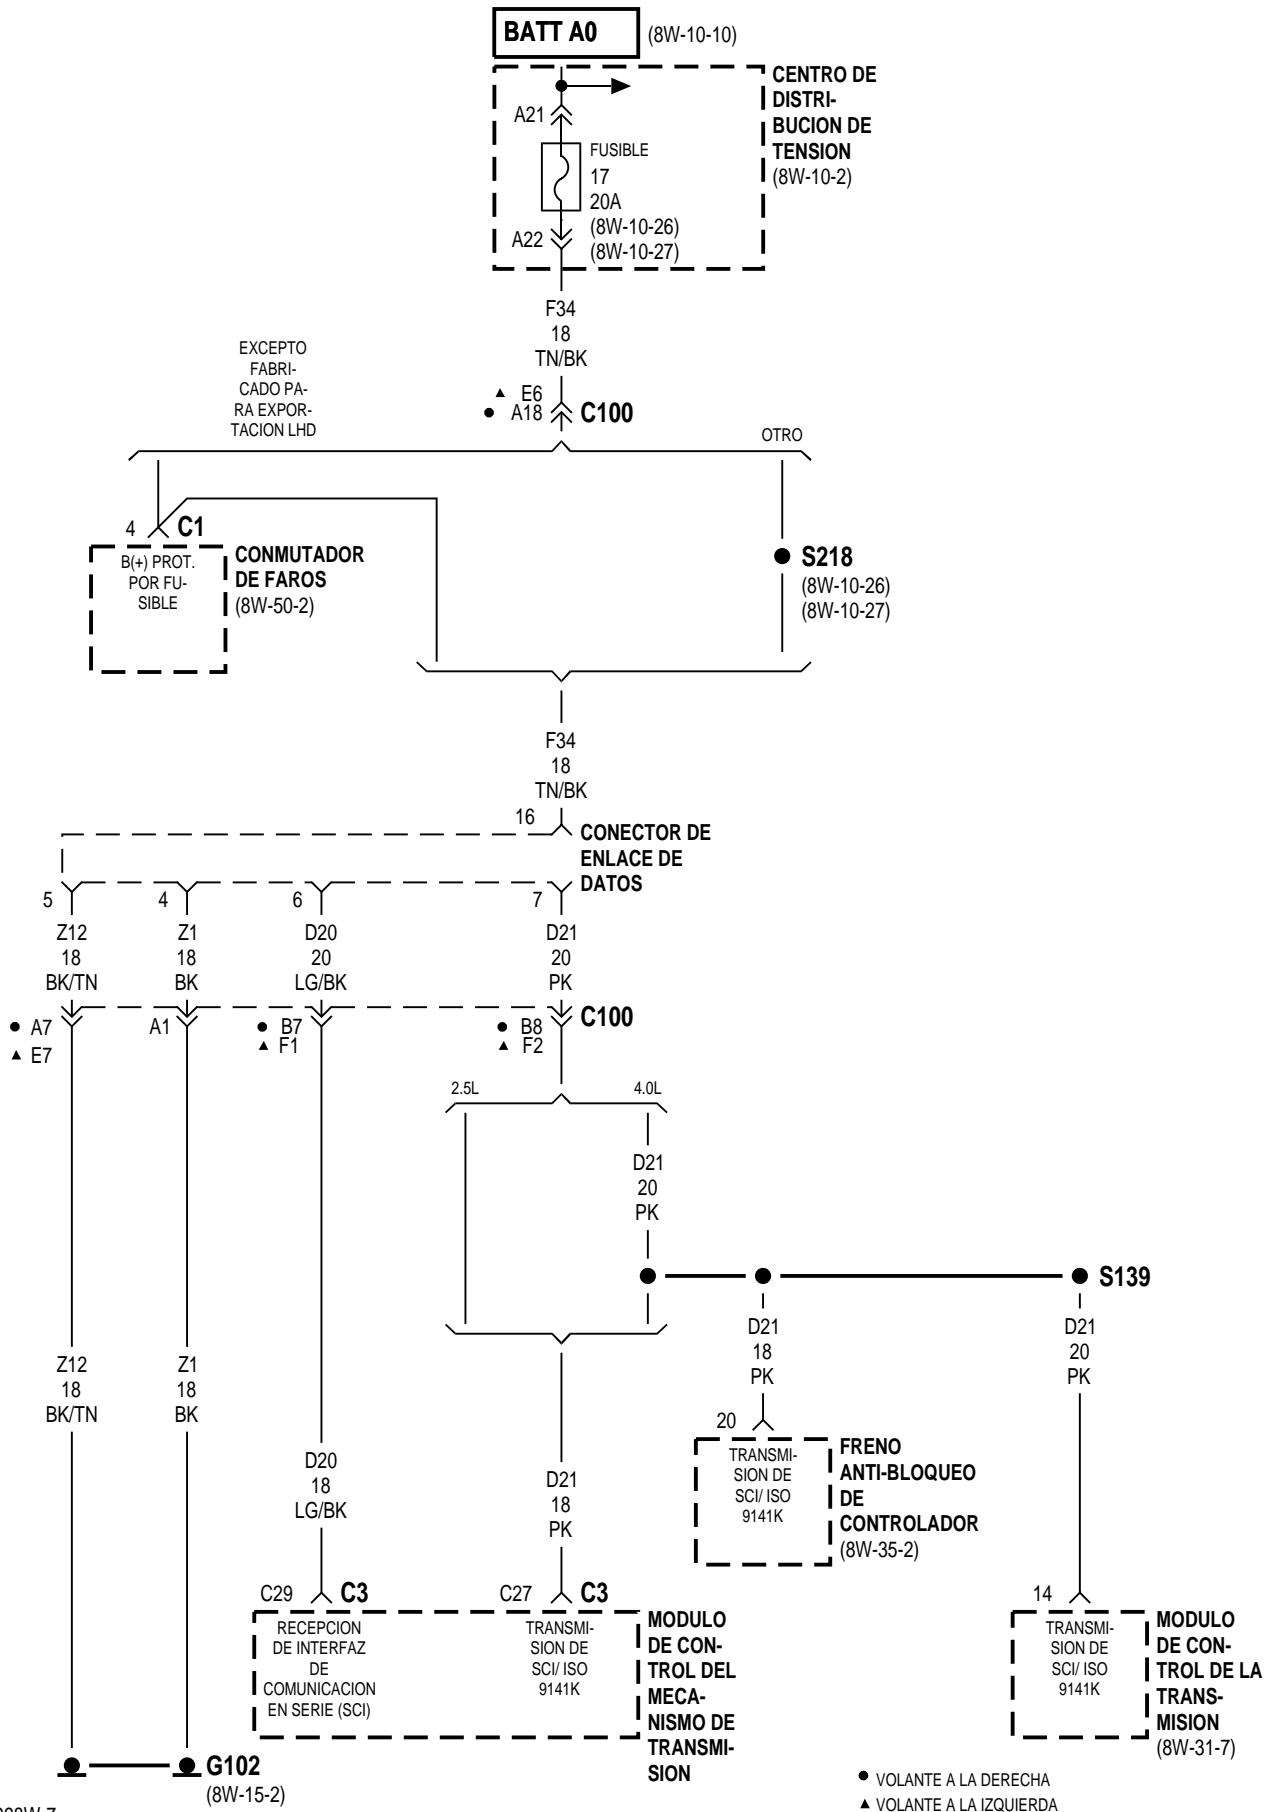 BATT A0 (8W-10-10)
CENTRO DE
DISTRI-
BUCION DE
TENSION
(8W-10-2)
A21
FUSIBLE
17
20A
(8W-10-26)
(8W-10-27)
A22
F34
18
TN/BK
EXCEPTO
FABRI-
CADO PA-
RA EXPOR-
TACION LHD
▲ E6
● A18
C100
OTRO
4 C1
B(+) PROT.
POR FU-
SIBLE
CONMUTADOR
DE FAROS
(8W-50-2)
S218
(8W-10-26)
(8W-10-27)
F34
18
TN/BK
16
CONECTOR DE
ENLACE DE
DATOS
5 4 6 7
Z12 Z1 D20 D21
18 18 20 20
BK/TN BK LG/BK PK
● A7 A1 ● B7 ● B8 C100
▲ E7 ▲ F1 ▲ F2
2.5L 4.0L
D21
20
PK
S139
D21
18
PK
D21
20
PK
Z12 Z1
18 18
BK/TN BK
20
TRANSMI-
SION DE
SCI/ ISO
9141K
FRENO
ANTI-BLOQUEO
DE
CONTROLADOR
(8W-35-2)
D20
18
LG/BK
D21
18
PK
C29 C3 C27 C3
RECEPCION
DE INTERFAZ
DE
COMUNICACION
EN SERIE (SCI)
TRANSMI-
SION DE
SCI/ ISO
9141K
MODULO
DE CON-
TROL DEL
MECA-
NISMO DE
TRANSMI-
SION
14
TRANSMI-
SION DE
SCI/ ISO
9141K
MODULO
DE CON-
TROL DE LA
TRANS-
MISION
(8W-31-7)
G102
(8W-15-2)
● VOLANTE A LA DERECHA
▲ VOLANTE A LA IZQUIERDA